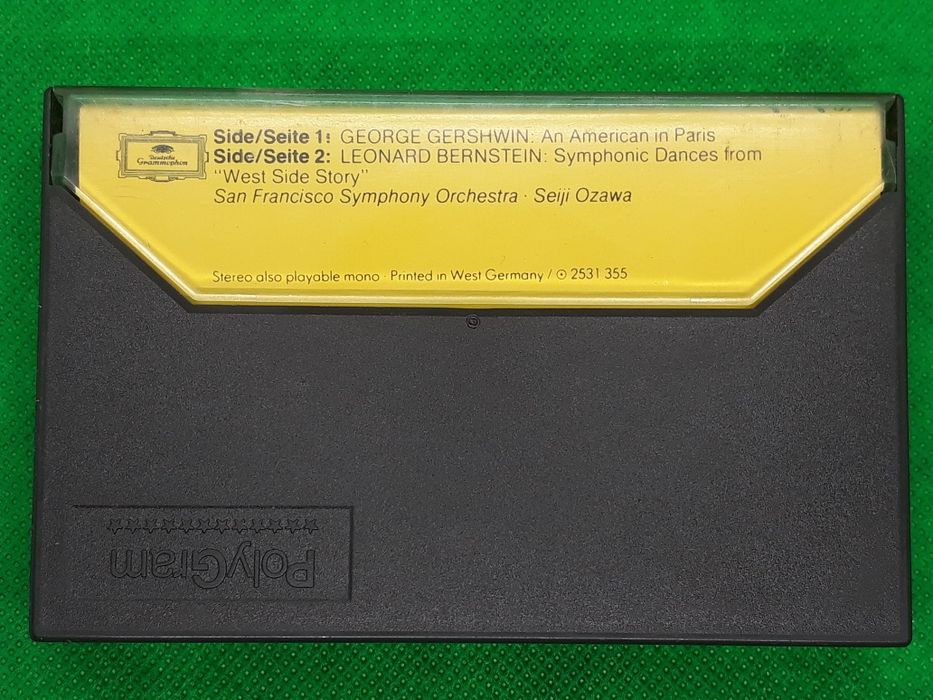 Deutsche
Grammophon
Side/Seite 1: GEORGE GERSHWIN: An American in Paris
Side/Seite 2: LEONARD BERNSTEIN: Symphonic Dances from
"West Side Story"
San Francisco Symphony Orchestra · Seiji Ozawa
Stereo also playable mono · Printed in West Germany / ℗ 2531 355
PolyGram